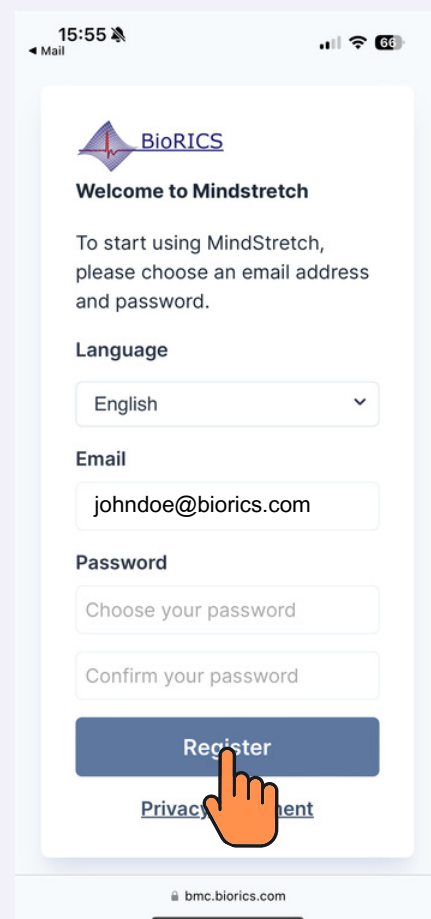 15:55
◄ Mail
66
BioRICS
Welcome to Mindstretch
To start using MindStretch,
please choose an email address
and password.
Language
English
Email
johndoe@biorics.com
Password
Choose your password
Confirm your password
Register
bmc.biorics.com